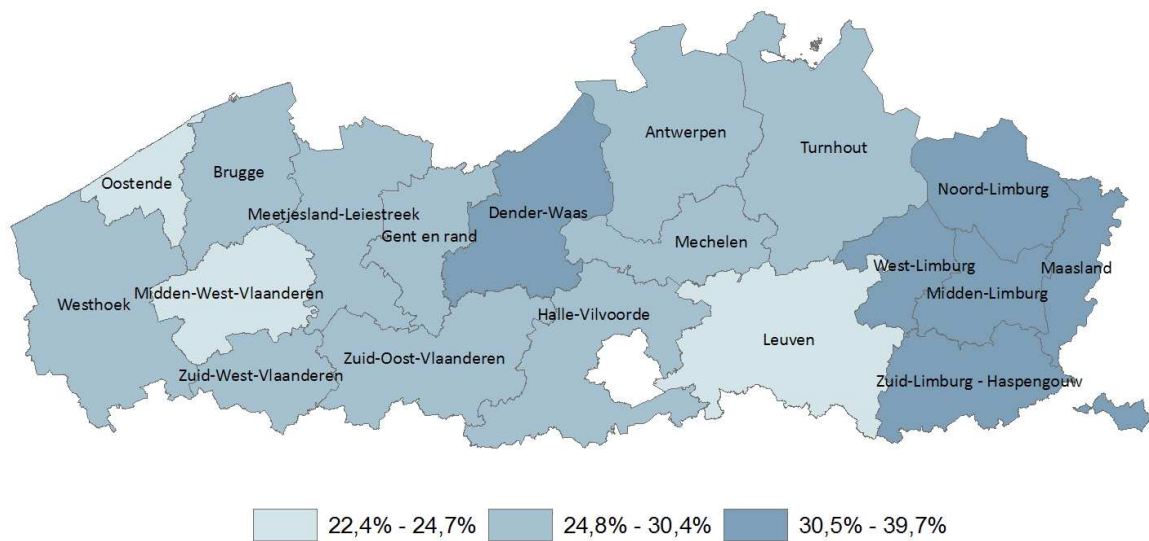 Antwerpen
Turnhout
Brugge
Oostende
Noord-Limburg
Meetjesland-Leiestreek
Dender-Waas
Gent en rand
Mechelen
West-Limburg
Maasland
Midden-West-Vlaanderen
Midden-Limburg
Westhoek
Halle-Vilvoorde
Leuven
Zuid-Oost-Vlaanderen
Zuid-West-Vlaanderen
Zuid-Limburg - Haspengouw
22,4% - 24,7% 24,8% - 30,4% 30,5% - 39,7%